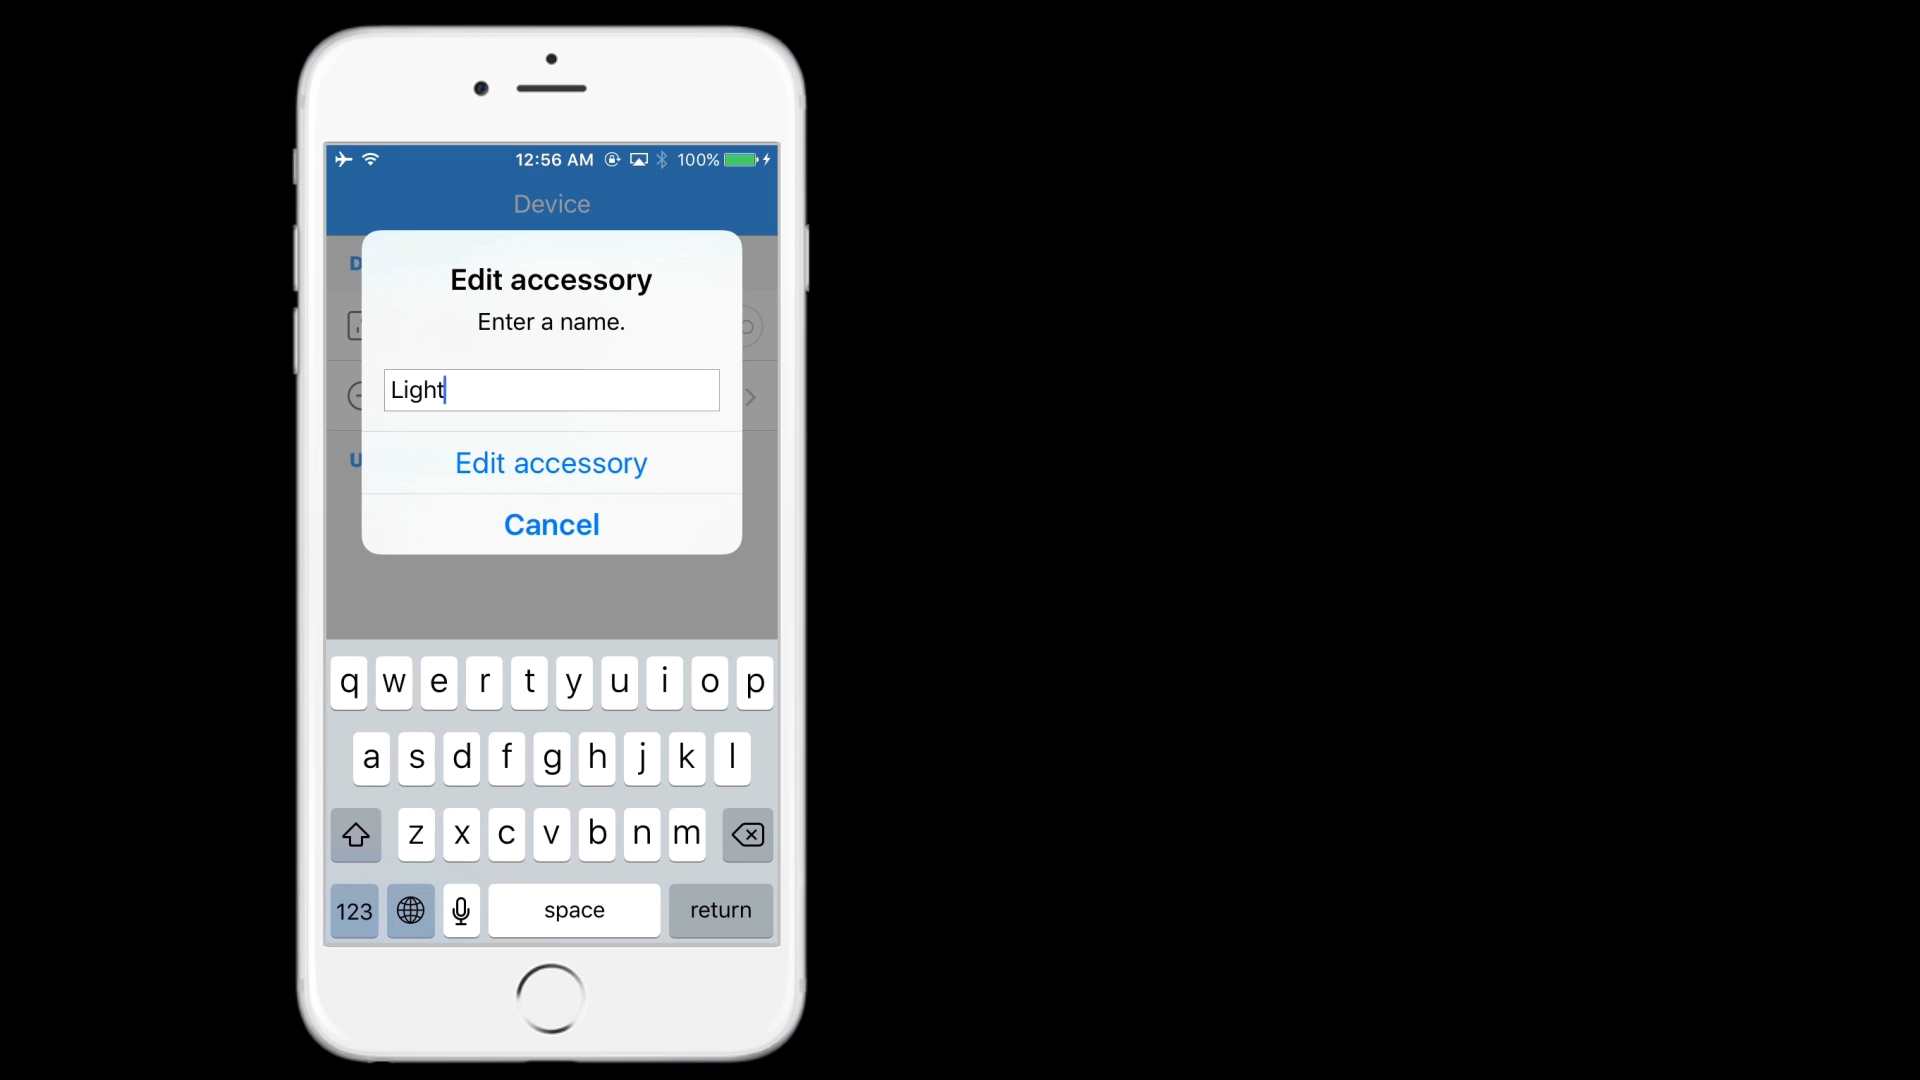 12:56 AM 100%
Device
D
Edit accessory
Enter a name.
Light
U
Edit accessory
Cancel
q w e r t y u i o p
a s d f g h j k l
z x c v b n m
123 space return